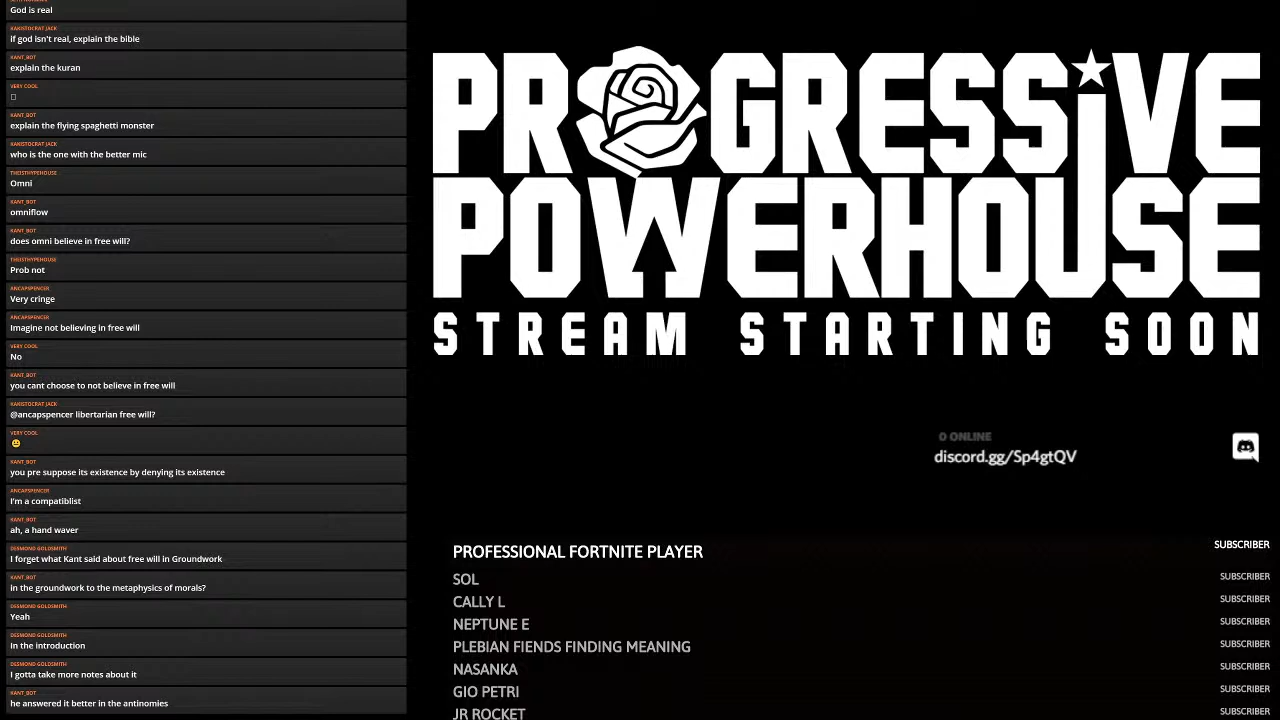 God is real
KAKISTOCRAT JACK
if god isn't real, explain the bible
KANT_BOT
explain the kuran
VERY COOL
KANT_BOT
explain the flying spaghetti monster
KAKISTOCRAT JACK
who is the one with the better mic
THEISTHYPEHOUSE
Omni
KANT_BOT
omniflow
KANT_BOT
does omni believe in free will?
THEISTHYPEHOUSE
Prob not
ANCAPSPENCER
Very cringe
ANCAPSPENCER
Imagine not believing in free will
VERY COOL
No
KANT_BOT
you cant choose to not believe in free will
KAKISTOCRAT JACK
@ancapspencer libertarian free will?
VERY COOL
😀
KANT_BOT
you pre suppose its existence by denying its existence
ANCAPSPENCER
I'm a compatiblist
KANT_BOT
ah, a hand waver
DESMOND GOLDSMITH
I forget what Kant said about free will in Groundwork
KANT_BOT
in the groundwork to the metaphysics of morals?
DESMOND GOLDSMITH
Yeah
DESMOND GOLDSMITH
In the introduction
DESMOND GOLDSMITH
I gotta take more notes about it
KANT_BOT
he answered it better in the antinomies
PROGRESSiVE
POWERHOUSE
STREAM STARTING SOON
0 ONLINE
discord.gg/Sp4gtQV
PROFESSIONAL FORTNITE PLAYER SUBSCRIBER
SOL SUBSCRIBER
CALLY L SUBSCRIBER
NEPTUNE E SUBSCRIBER
PLEBIAN FIENDS FINDING MEANING SUBSCRIBER
NASANKA SUBSCRIBER
GIO PETRI SUBSCRIBER
JR ROCKET SUBSCRIBER